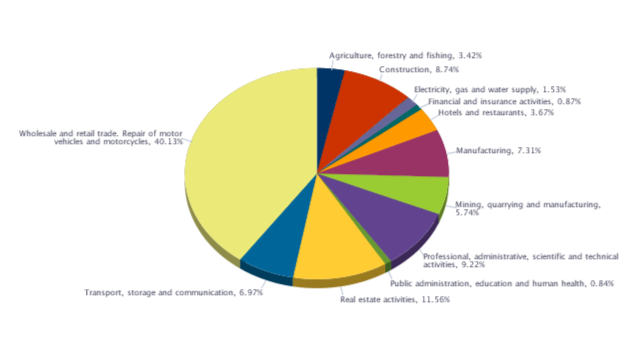 Agriculture, forestry and fishing, 3.42%
Construction, 8.74%
Electricity, gas and water supply, 1.53%
Financial and insurance activities, 0.87%
Hotels and restaurants, 3.67%
Wholesale and retail trade. Repair of motor
vehicles and motorcycles, 40.13%
Manufacturing, 7.31%
Mining, quarrying and manufacturing,
5.74%
Professional, administrative, scientific and technical
activities, 9.22%
Public administration, education and human health, 0.84%
Transport, storage and communication, 6.97%
Real estate activities, 11.56%